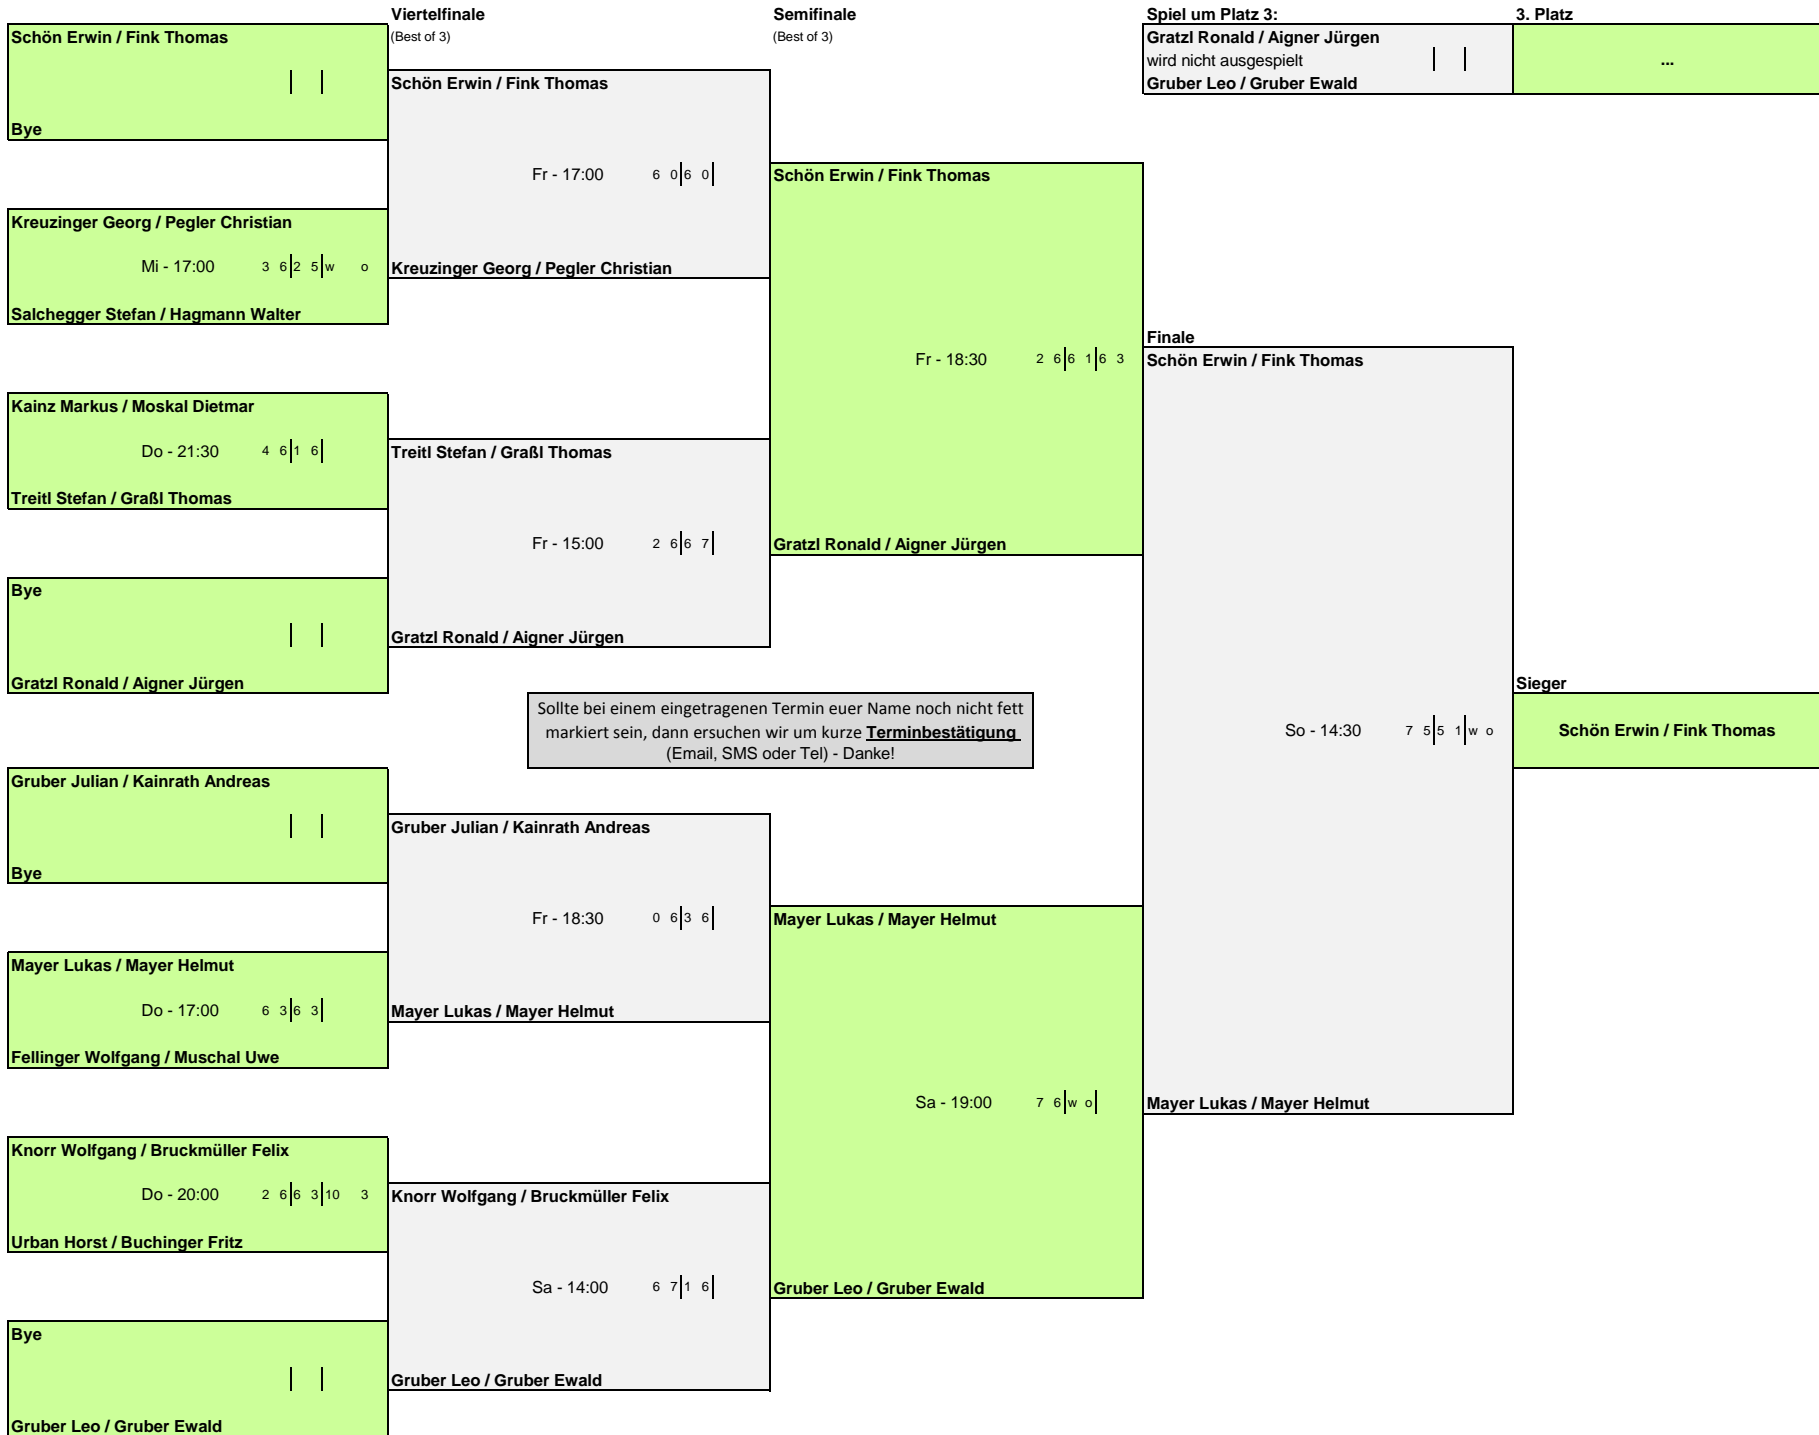 Viertelfinale
(Best of 3)
Semifinale
(Best of 3)
Spiel um Platz 3:
3. Platz
Gratzl Ronald / Aigner Jürgen
wird nicht ausgespielt
Gruber Leo / Gruber Ewald
...
Schön Erwin / Fink Thomas
Bye
Kreuzinger Georg / Pegler Christian
Mi - 17:00 3 6 2 5 w o
Salchegger Stefan / Hagmann Walter
Kainz Markus / Moskal Dietmar
Do - 21:30 4 6 1 6
Treitl Stefan / Graßl Thomas
Bye
Gratzl Ronald / Aigner Jürgen
Gruber Julian / Kainrath Andreas
Bye
Mayer Lukas / Mayer Helmut
Do - 17:00 6 3 6 3
Fellinger Wolfgang / Muschal Uwe
Knorr Wolfgang / Bruckmüller Felix
Do - 20:00 2 6 6 3 10 3
Urban Horst / Buchinger Fritz
Bye
Gruber Leo / Gruber Ewald
Schön Erwin / Fink Thomas
Fr - 17:00 6 0 6 0
Kreuzinger Georg / Pegler Christian
Treitl Stefan / Graßl Thomas
Fr - 15:00 2 6 6 7
Gratzl Ronald / Aigner Jürgen
Sollte bei einem eingetragenen Termin euer Name noch nicht fett
markiert sein, dann ersuchen wir um kurze Terminbestätigung
(Email, SMS oder Tel) - Danke!
Gruber Julian / Kainrath Andreas
Fr - 18:30 0 6 3 6
Mayer Lukas / Mayer Helmut
Knorr Wolfgang / Bruckmüller Felix
Sa - 14:00 6 7 1 6
Gruber Leo / Gruber Ewald
Schön Erwin / Fink Thomas
Fr - 18:30 2 6 6 1 6 3
Gratzl Ronald / Aigner Jürgen
Mayer Lukas / Mayer Helmut
Sa - 19:00 7 6 w o
Gruber Leo / Gruber Ewald
Finale
Schön Erwin / Fink Thomas
So - 14:30 7 5 5 1 w o
Mayer Lukas / Mayer Helmut
Sieger
Schön Erwin / Fink Thomas